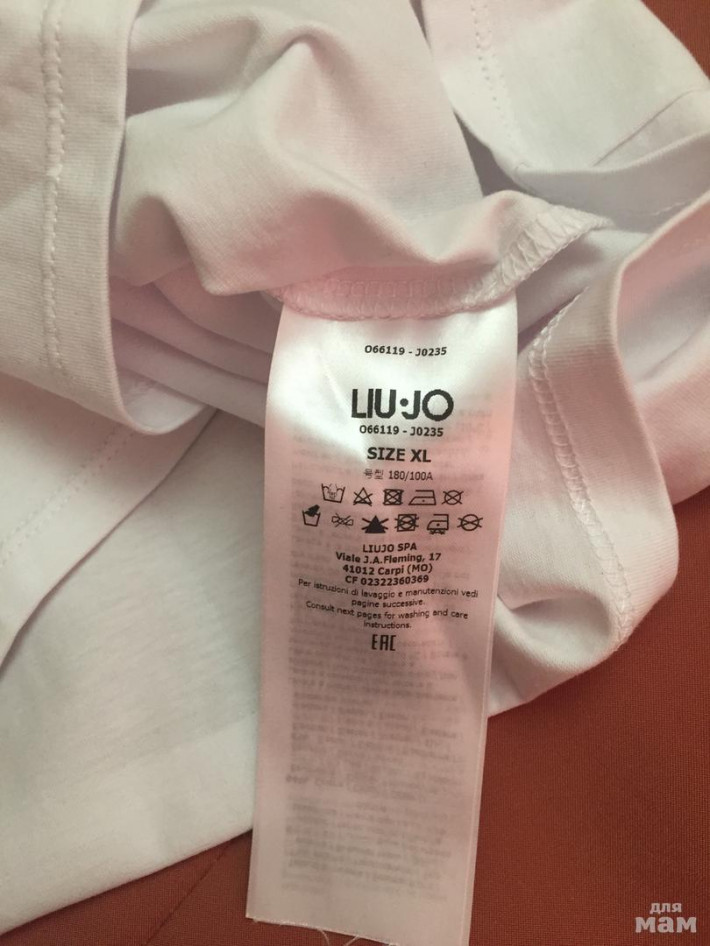 O66119 - J0235
LIU·JO
O66119 - J0235
SIZE XL
号型 180/100A
LIUJO SPA
Viale J.A.Fleming, 17
41012 Carpi (MO)
CF 02322360369
Per istruzioni di lavaggio e manutenzioni vedi
pagine successive.
Consult next pages for washing and care
instructions.
EAC
для
мам